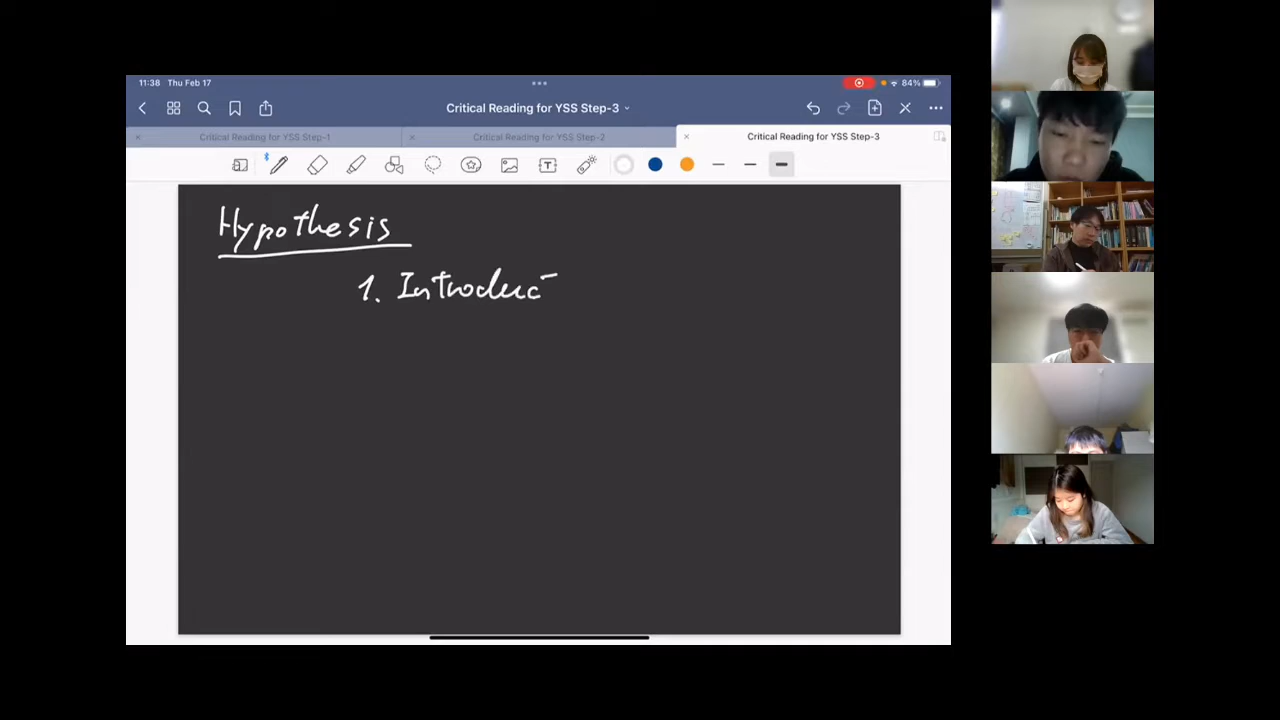 11:38 Thu Feb 17
84%
Critical Reading for YSS Step-3
Critical Reading for YSS Step-1
Critical Reading for YSS Step-2
Critical Reading for YSS Step-3
T
Hypothesis
1. Introduc